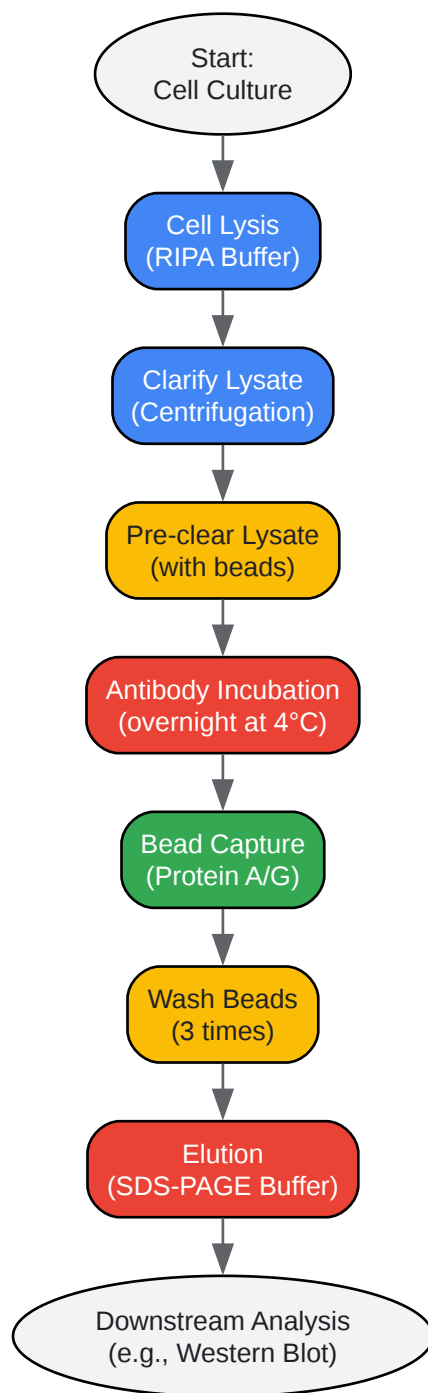 Start:
Cell Culture
Cell Lysis
(RIPA Buffer)
Clarify Lysate
(Centrifugation)
Pre-clear Lysate
(with beads)
Antibody Incubation
(overnight at 4°C)
Bead Capture
(Protein A/G)
Wash Beads
(3 times)
Elution
(SDS-PAGE Buffer)
Downstream Analysis
(e.g., Western Blot)